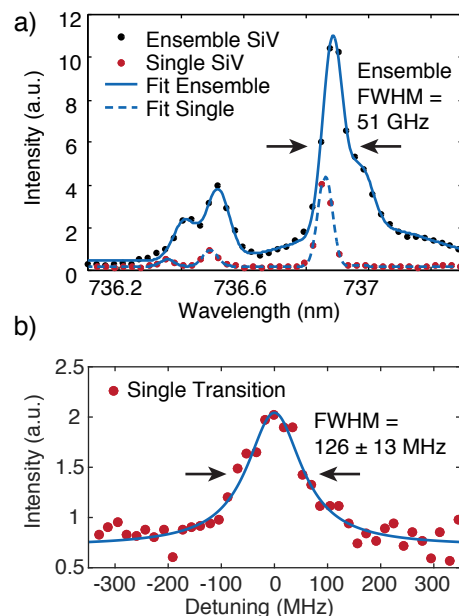 a)
Ensemble SiV
Single SiV
Fit Ensemble
Fit Single
Ensemble
FWHM =
51 GHz
Intensity (a.u.)
12
10
8
6
4
2
0
736.2 736.6 737
Wavelength (nm)
b)
Single Transition
FWHM =
126 ± 13 MHz
Intensity (a.u.)
2.5
2
1.5
1
0.5
-300 -200 -100 0 100 200 300
Detuning (MHz)